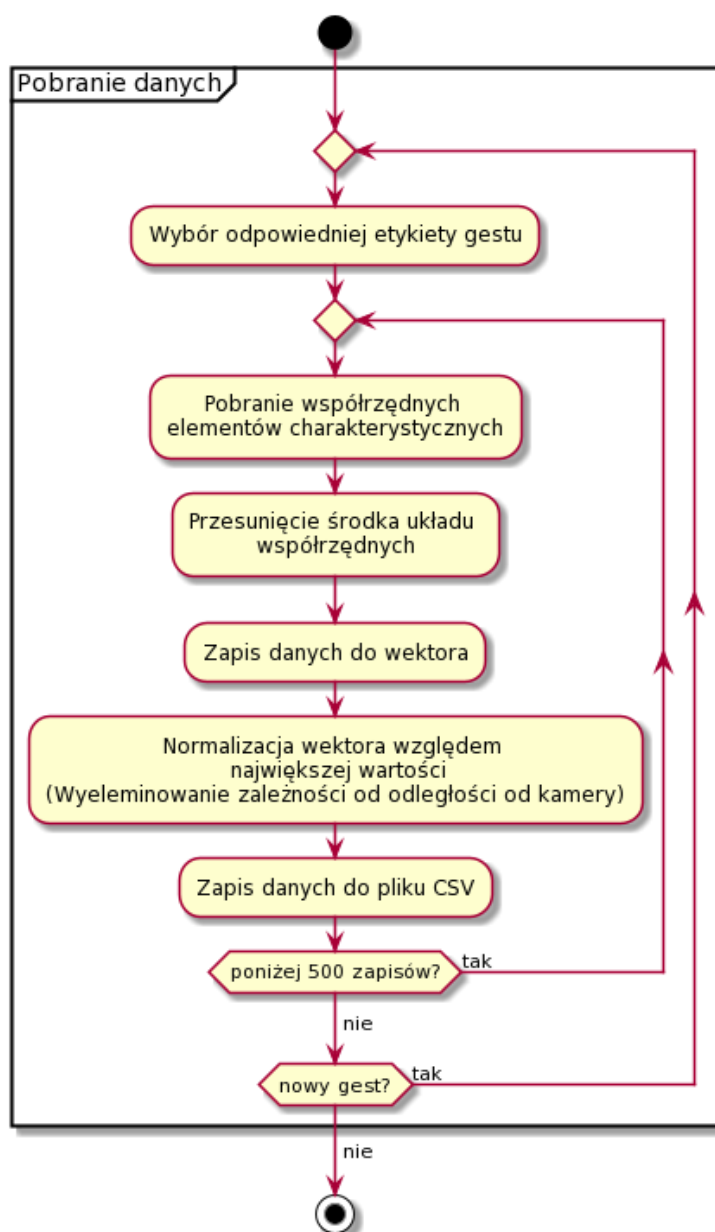 Pobranie danych
Wybór odpowiedniej etykiety gestu
Pobranie współrzędnych
elementów charakterystycznych
Przesunięcie środka układu
współrzędnych
Zapis danych do wektora
Normalizacja wektora względem
największej wartości
(Wyeleminowanie zależności od odległości od kamery)
Zapis danych do pliku CSV
poniżej 500 zapisów?
tak
nie
nowy gest?
tak
nie